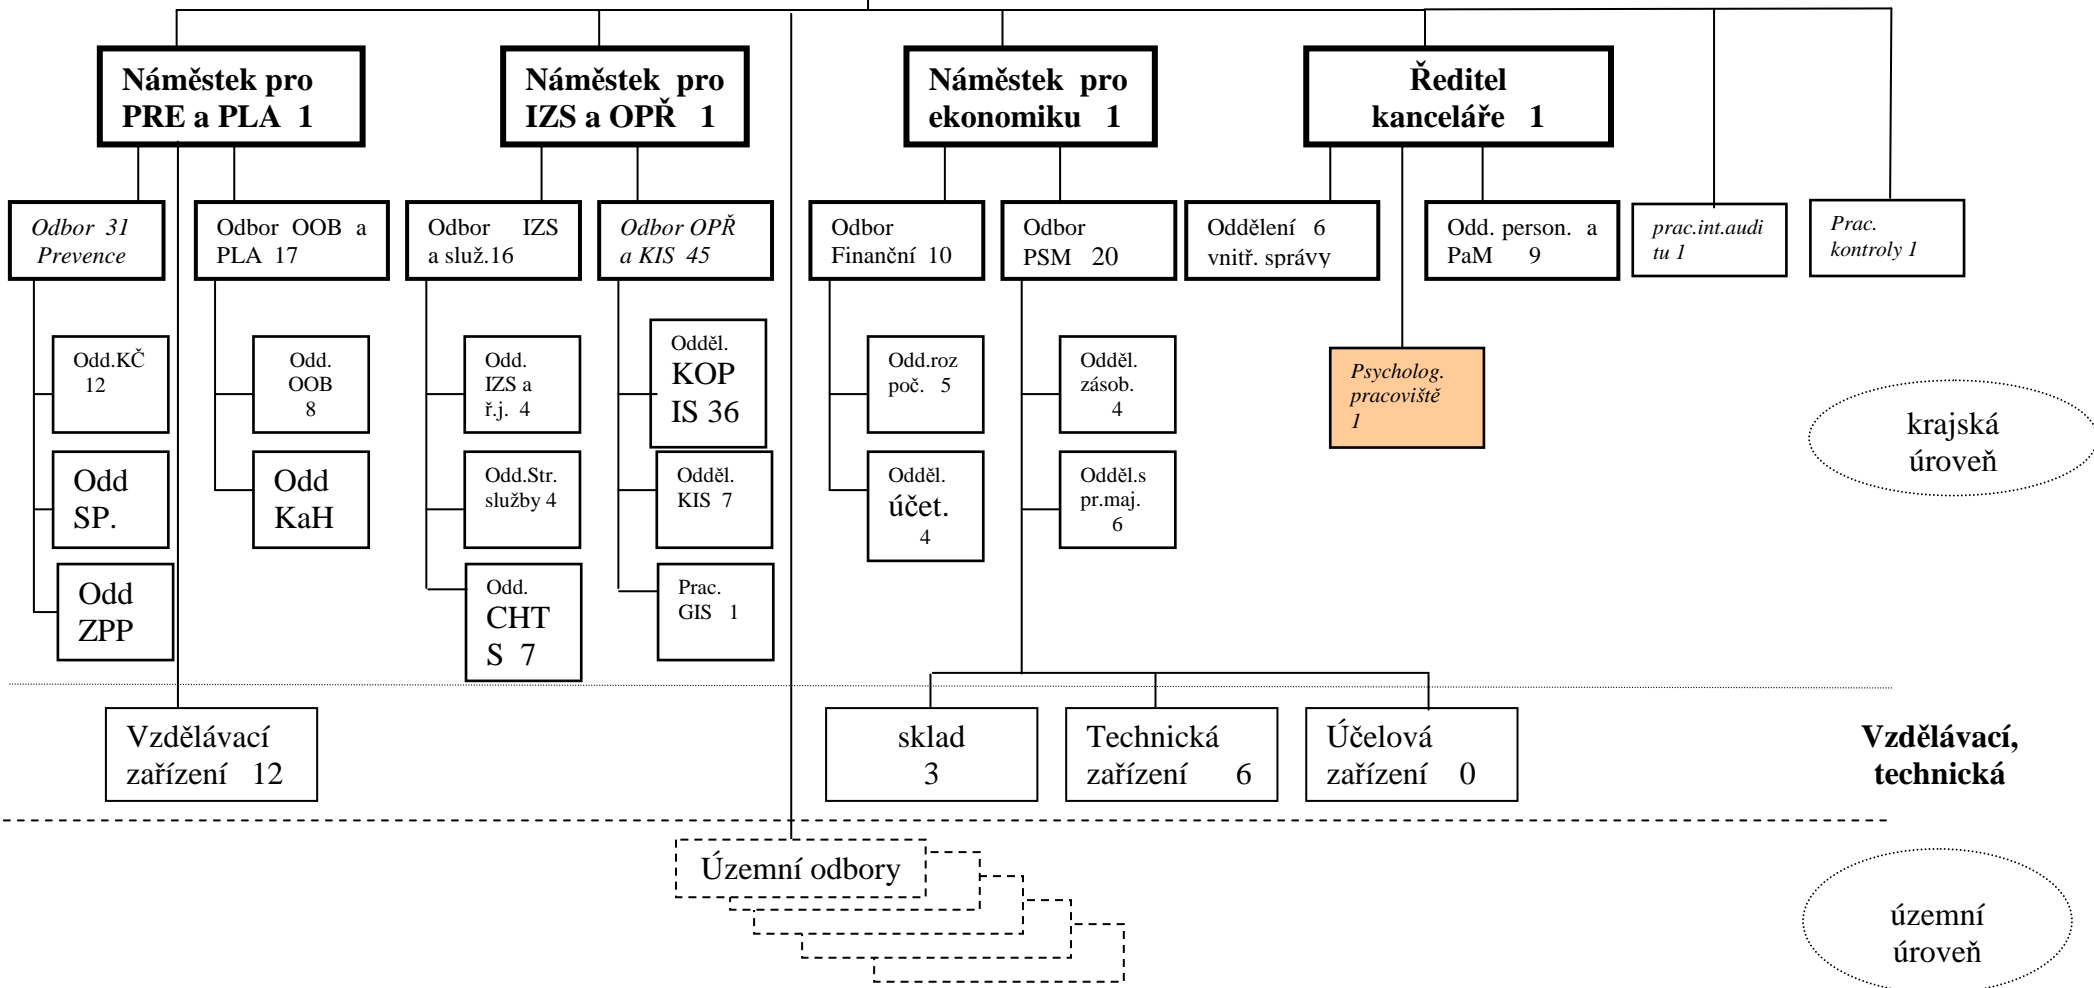 Náměstek pro
PRE a PLA 1
Náměstek pro
IZS a OPŘ 1
Náměstek pro
ekonomiku 1
Ředitel
kanceláře 1
Odbor 31
Prevence
Odbor OOB a
PLA 17
Odbor IZS
a služ.16
Odbor OPŘ
a KIS 45
Odbor
Finanční 10
Odbor
PSM 20
Oddělení 6
vnitř. správy
Odd. person. a
PaM 9
prac.int.audi
tu 1
Prac.
kontroly 1
Odd.KČ
12
Odd.
OOB
8
Odd.
IZS a
ř.j. 4
Odděl.
KOP
IS 36
Odd.roz
poč. 5
Odděl.
zásob.
4
Psycholog.
pracoviště
1
krajská
úroveň
Odd
SP.
Odd
KaH
Odd.Str.
služby 4
Odděl.
KIS 7
Odděl.
účet.
4
Odděl.s
pr.maj.
6
Odd
ZPP
Odd.
CHT
S 7
Prac.
GIS 1
Vzdělávací
zařízení 12
sklad
3
Technická
zařízení 6
Účelová
zařízení 0
Vzdělávací,
technická
Územní odbory
územní
úroveň